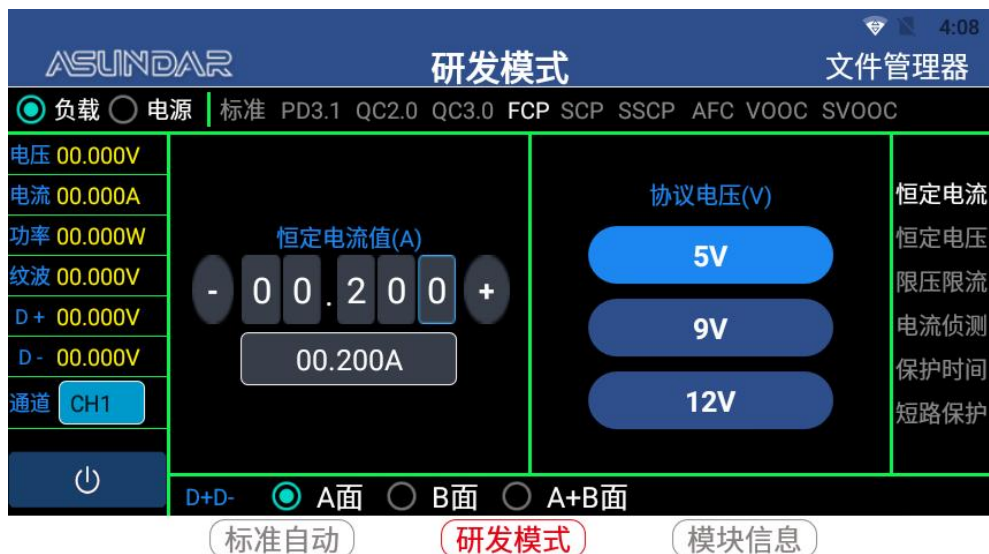 4:08
ASUNDAR 研发模式 文件管理器
负载 电源 标准 PD3.1 QC2.0 QC3.0 FCP SCP SSCP AFC VOOC SVOOC
电压 00.000V
电流 00.000A
功率 00.000W
纹波 00.000V
D+ 00.000V
D- 00.000V
通道 CH1
恒定电流值(A)
- 0 0 . 2 0 0 +
00.200A
协议电压(V)
5V
9V
12V
恒定电流
恒定电压
限压限流
电流侦测
保护时间
短路保护
D+D- A面 B面 A+B面
标准自动 研发模式 模块信息